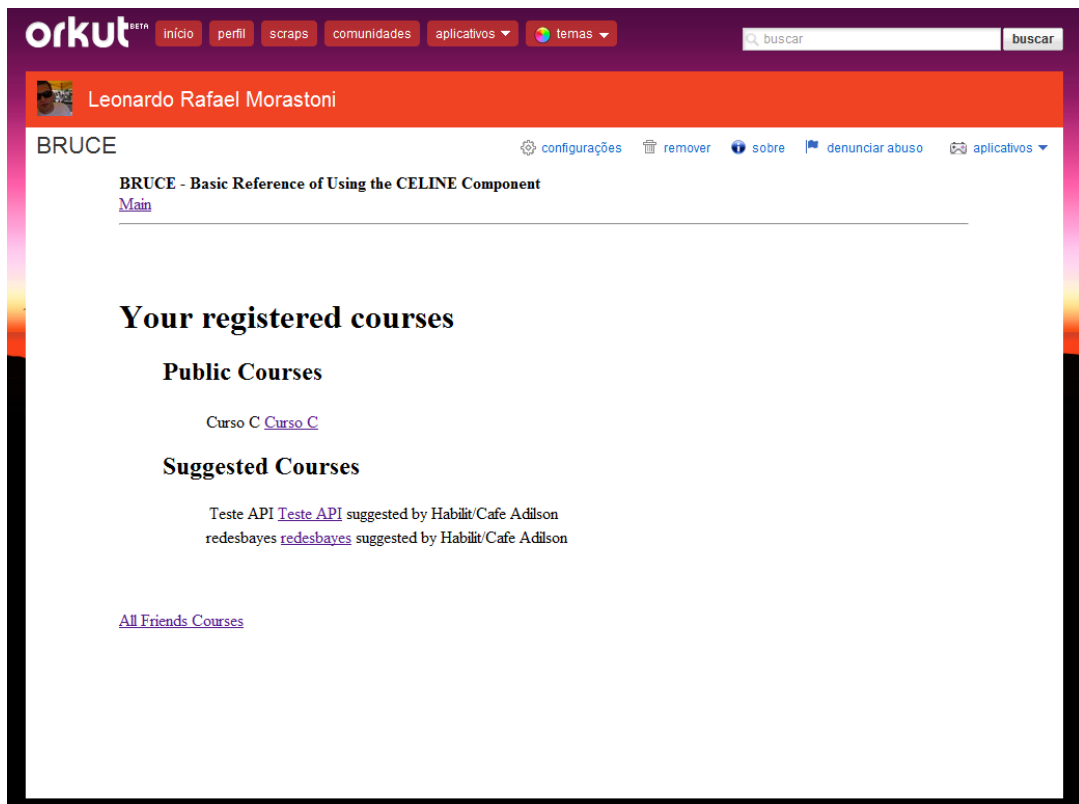 orkut BETA início perfil scraps comunidades aplicativos temas buscar buscar
Leonardo Rafael Morastoni
BRUCE configurações remover sobre denunciar abuso aplicativos
BRUCE - Basic Reference of Using the CELINE Component
Main
Your registered courses
Public Courses
Curso C Curso C
Suggested Courses
Teste API Teste API suggested by Habilit/Cafe Adilson
redesbayes redesbayes suggested by Habilit/Cafe Adilson
All Friends Courses